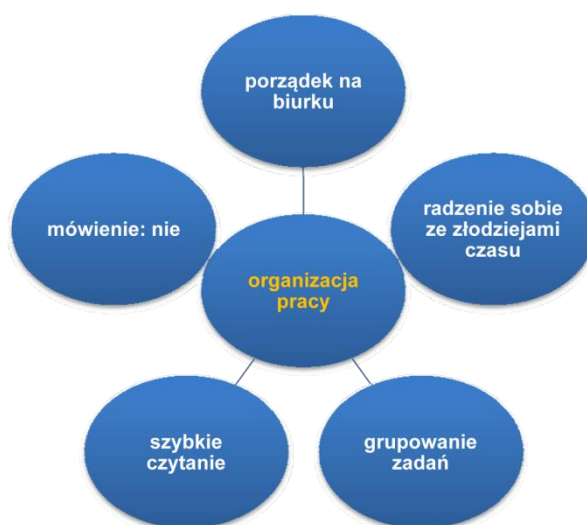 porządek na
biurku
mówienie: nie
radzenie sobie
ze złodziejami
czasu
organizacja
pracy
szybkie
czytanie
grupowanie
zadań